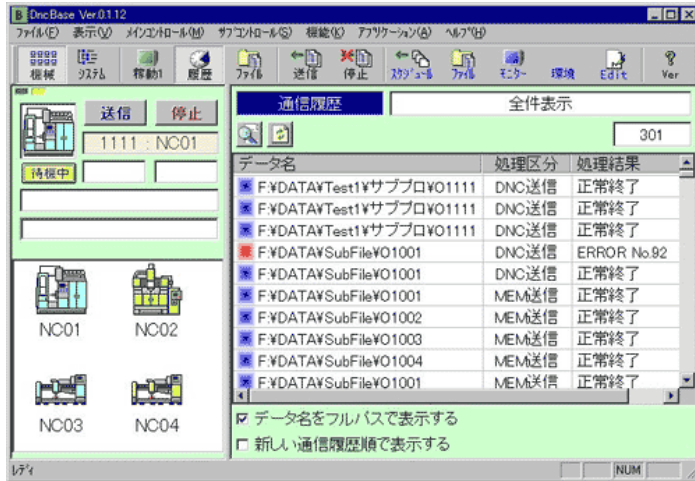 DncBase Ver.0.1.12
ファイル(F) 表示(V) メインコントロール(M) サブコントロール(S) 機能(K) アプリケーション(A) ヘルプ(H)
機械 システム 稼動1 履歴 ファイル 送信 停止 スケジュール ファイル モニター 環境 Edit Ver
送信 停止
1111 : NC01
待機中
NC01 NC02
NC03 NC04
通信履歴 全件表示
301
データ名 処理区分 処理結果
F:¥DATA¥Test1¥サブプロ¥O1111 DNC送信 正常終了
F:¥DATA¥Test1¥サブプロ¥O1111 DNC送信 正常終了
F:¥DATA¥Test1¥サブプロ¥O1111 DNC送信 正常終了
F:¥DATA¥SubFile¥O1001 DNC送信 ERROR No.92
F:¥DATA¥SubFile¥O1001 DNC送信 正常終了
F:¥DATA¥SubFile¥O1001 MEM送信 正常終了
F:¥DATA¥SubFile¥O1002 MEM送信 正常終了
F:¥DATA¥SubFile¥O1003 MEM送信 正常終了
F:¥DATA¥SubFile¥O1004 MEM送信 正常終了
F:¥DATA¥SubFile¥O1001 MEM送信 正常終了
データ名をフルパスで表示する
新しい通信履歴順で表示する
レディ NUM